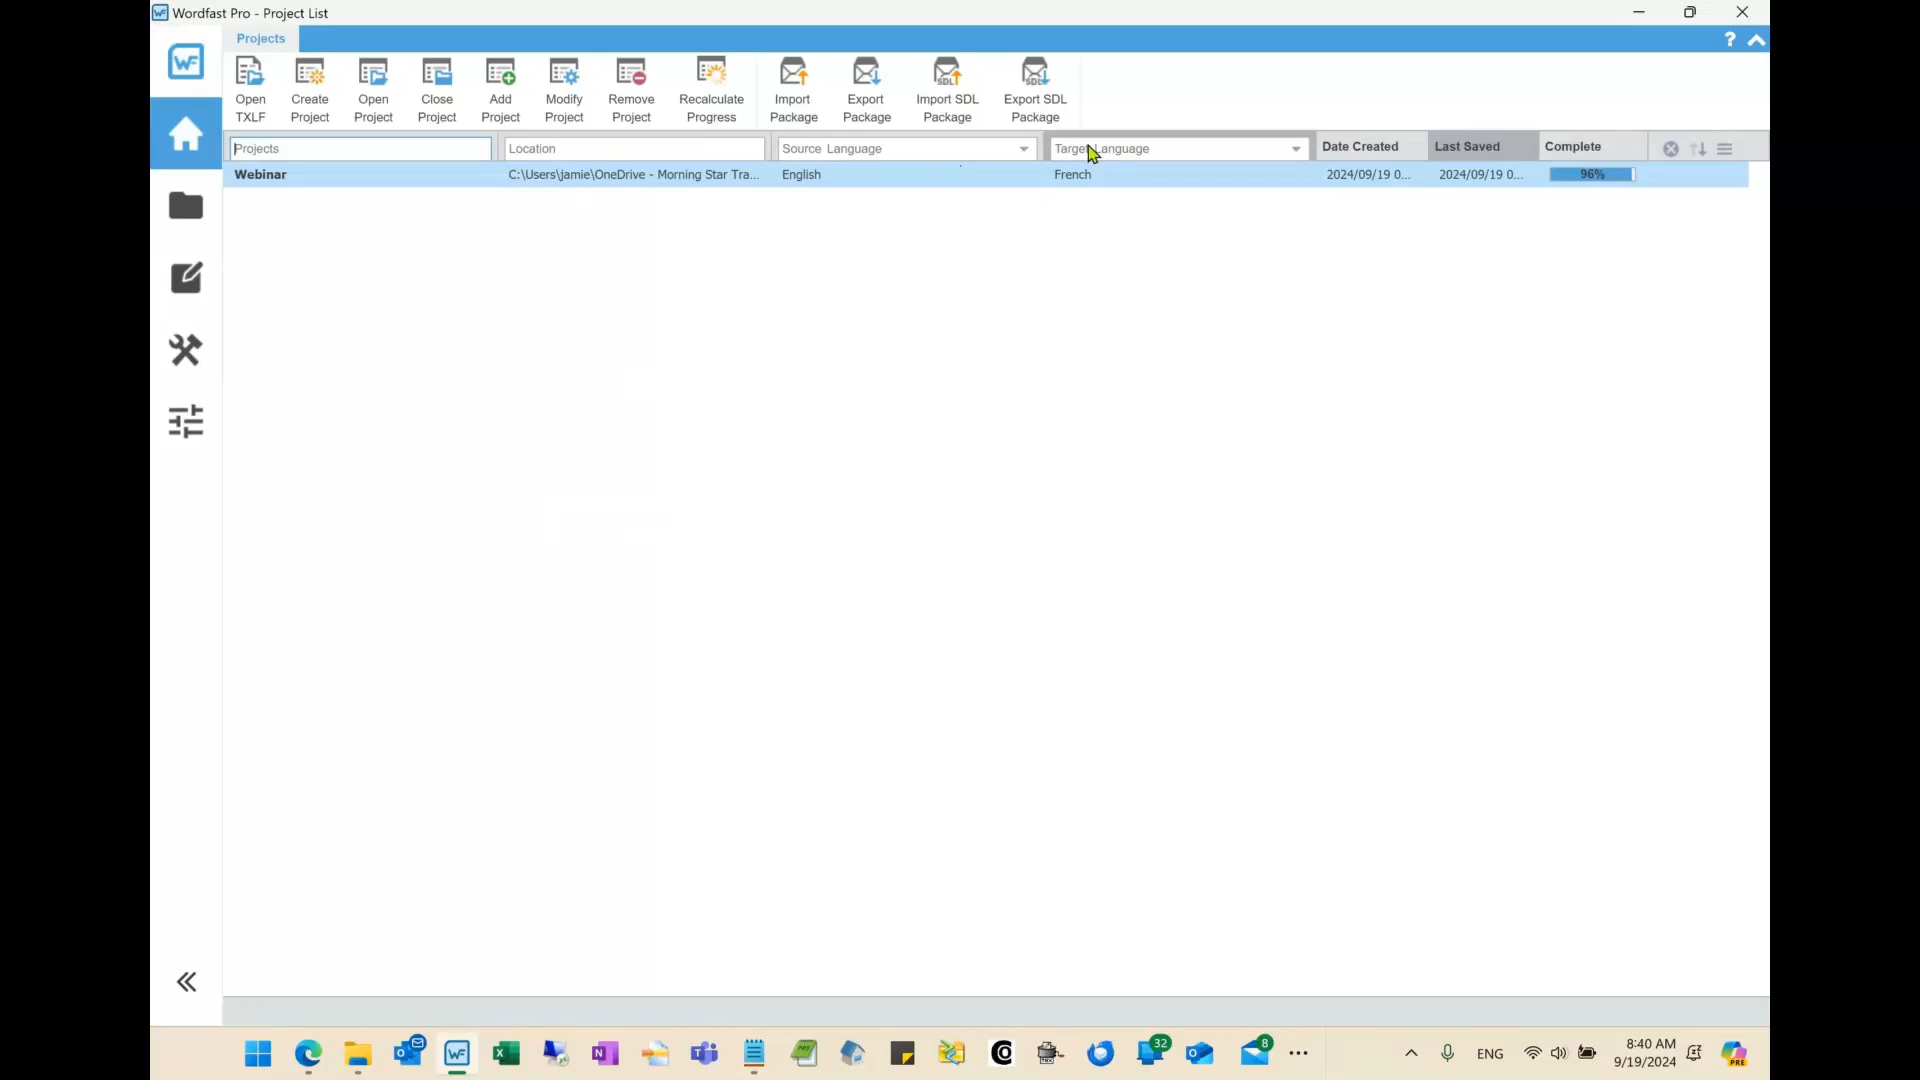 Wordfast Pro - Project List
Projects
Open TXLF
Create Project
Open Project
Close Project
Add Project
Modify Project
Remove Project
Recalculate Progress
Import Package
Export Package
Import SDL Package
Export SDL Package
Projects
Location
Source Language
Target Language
Date Created
Last Saved
Complete
Webinar
C:\Users\jamie\OneDrive - Morning Star Tra...
English
French
2024/09/19 0...
2024/09/19 0...
96%
32
8
ENG
8:40 AM
9/19/2024
PRE